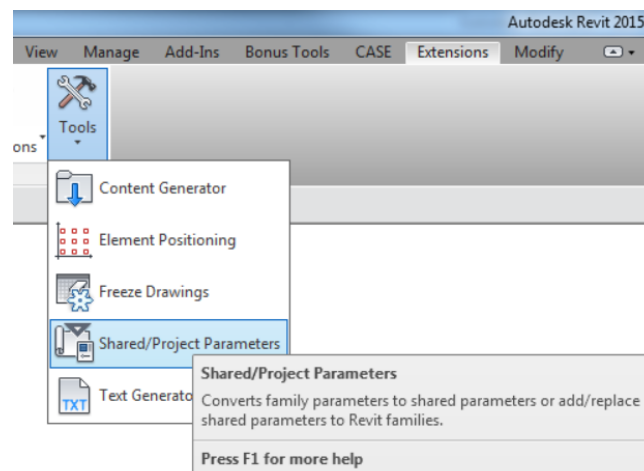 Autodesk Revit 2015
View Manage Add-Ins Bonus Tools CASE Extensions Modify
Tools
ons
Content Generator
Element Positioning
Freeze Drawings
Shared/Project Parameters
Shared/Project Parameters
Text Generato
Converts family parameters to shared parameters or add/replace
TXT
shared parameters to Revit families.
Press F1 for more help